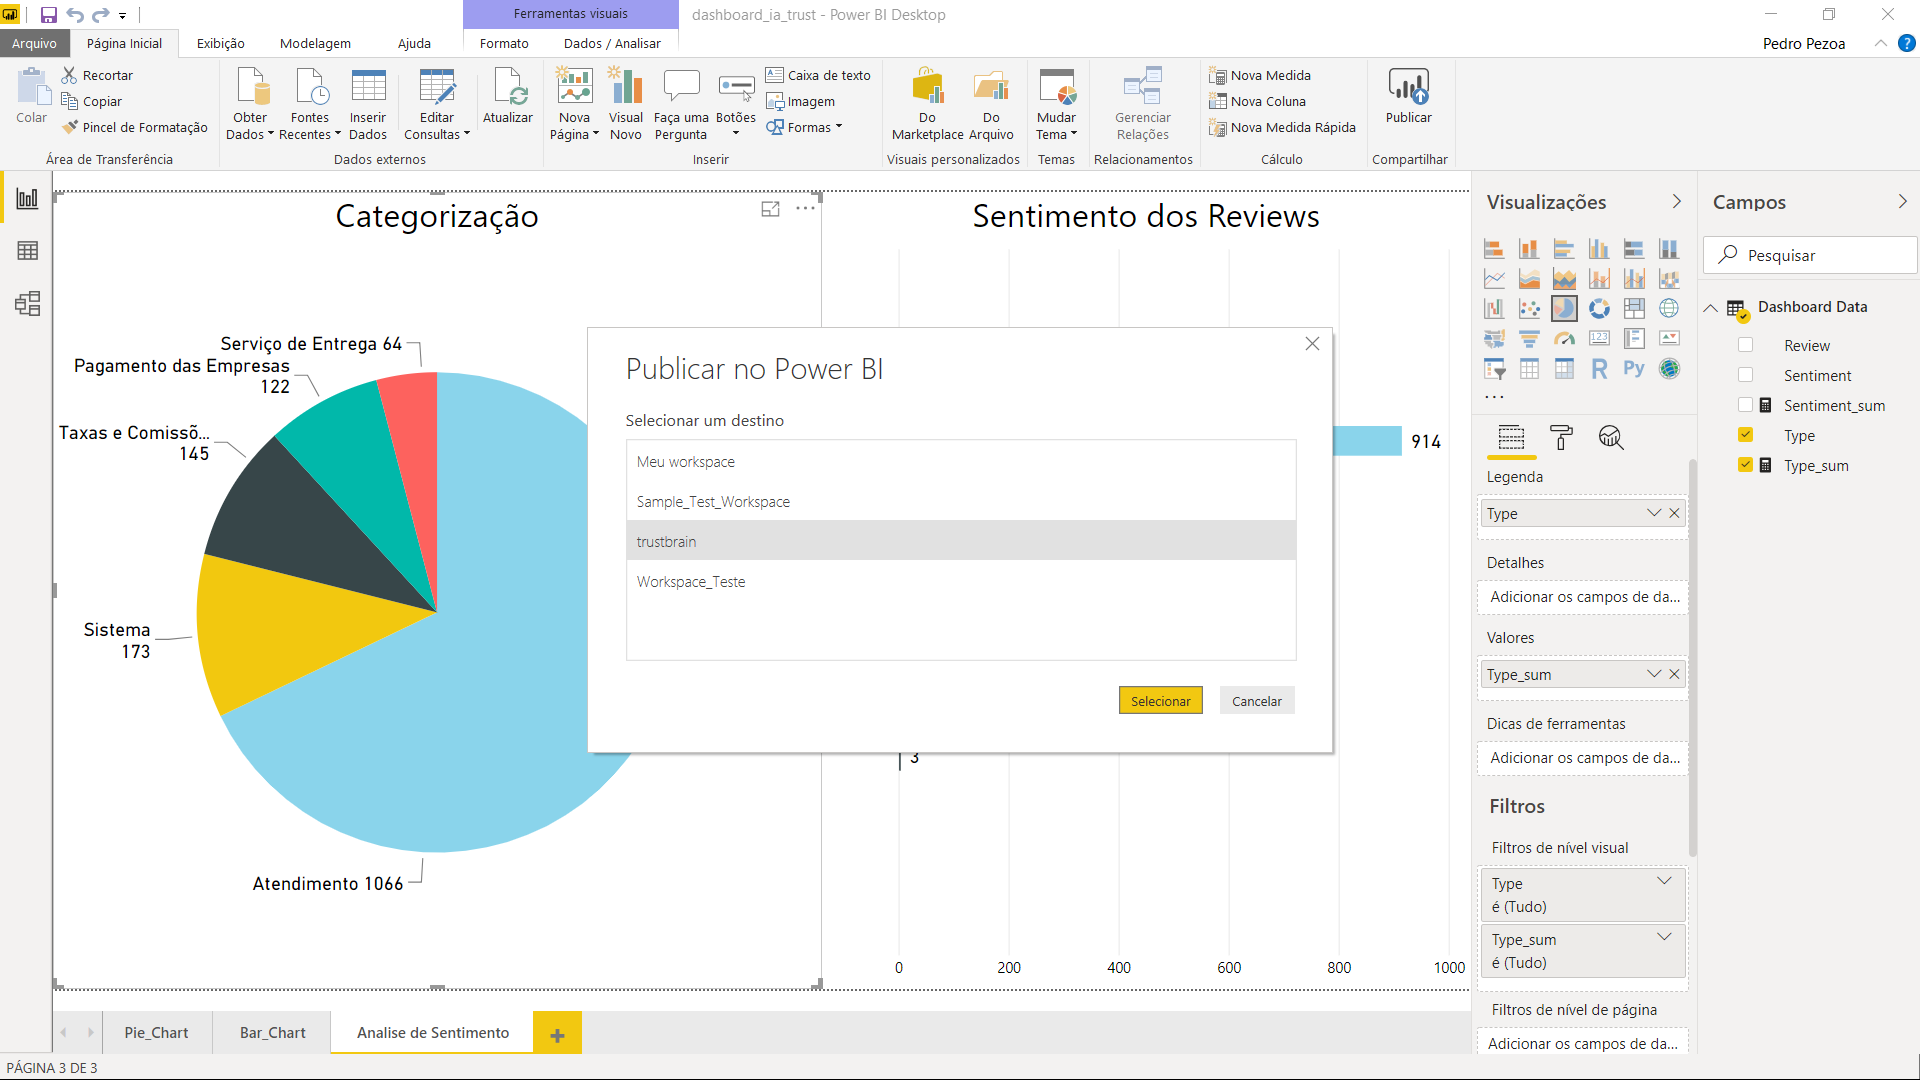 Ferramentas visuais
dashboard_ia_trust - Power BI Desktop
Arquivo
Página Inicial
Exibição
Modelagem
Ajuda
Formato
Dados / Analisar
Pedro Pezoa
?
Colar
Recortar
Copiar
Pincel de Formatação
Área de Transferência
Obter
Dados
Fontes
Recentes
Inserir
Dados
Editar
Consultas
Atualizar
Dados externos
Nova
Página
Visual
Novo
Faça uma
Pergunta
Botões
Caixa de texto
Imagem
Formas
Inserir
Do
Marketplace
Do
Arquivo
Visuais personalizados
Mudar
Tema
Temas
Gerenciar
Relações
Relacionamentos
Nova Medida
Nova Coluna
Nova Medida Rápida
Cálculo
Publicar
Compartilhar
Categorização
Serviço de Entrega 64
Pagamento das Empresas
122
Taxas e Comissõ...
145
Sistema
173
Atendimento 1066
Sentimento dos Reviews
914
3
0
200
400
600
800
1000
Publicar no Power BI
Selecionar um destino
Meu workspace
Sample_Test_Workspace
trustbrain
Workspace_Teste
Selecionar
Cancelar
Visualizações
123
R
Py
...
Legenda
Type
Detalhes
Adicionar os campos de da...
Valores
Type_sum
Dicas de ferramentas
Adicionar os campos de da...
Filtros
Filtros de nível visual
Type
é (Tudo)
Type_sum
é (Tudo)
Filtros de nível de página
Adicionar os campos de da...
Campos
Pesquisar
Dashboard Data
Review
Sentiment
Sentiment_sum
Type
Type_sum
Pie_Chart
Bar_Chart
Analise de Sentimento
PÁGINA 3 DE 3